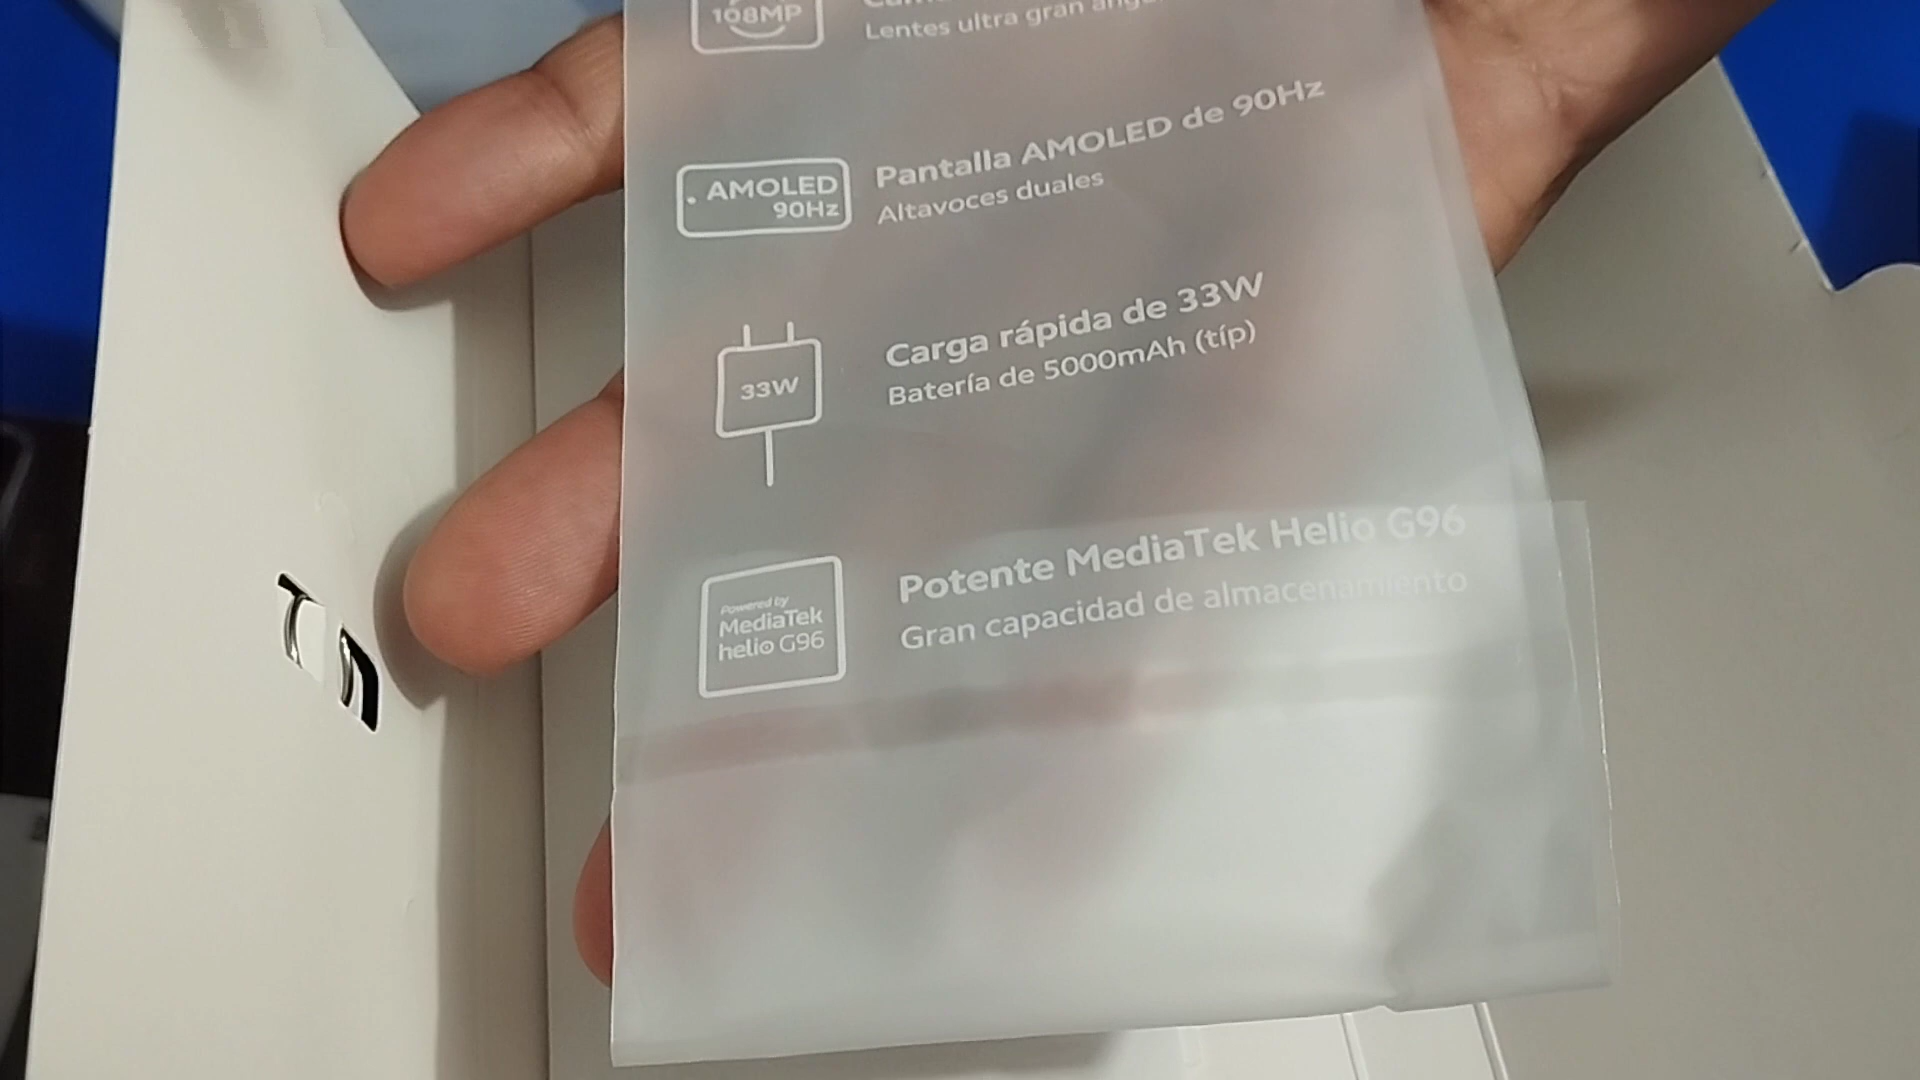 108MP
Lentes ultra gran
AMOLED
90Hz
Pantalla AMOLED de 90Hz
Altavoces duales
33W
Carga rápida de 33W
Batería de 5000mAh (típ)
Powered by
MediaTek
helio G96
Potente MediaTek Helio G96
Gran capacidad de almacenamiento